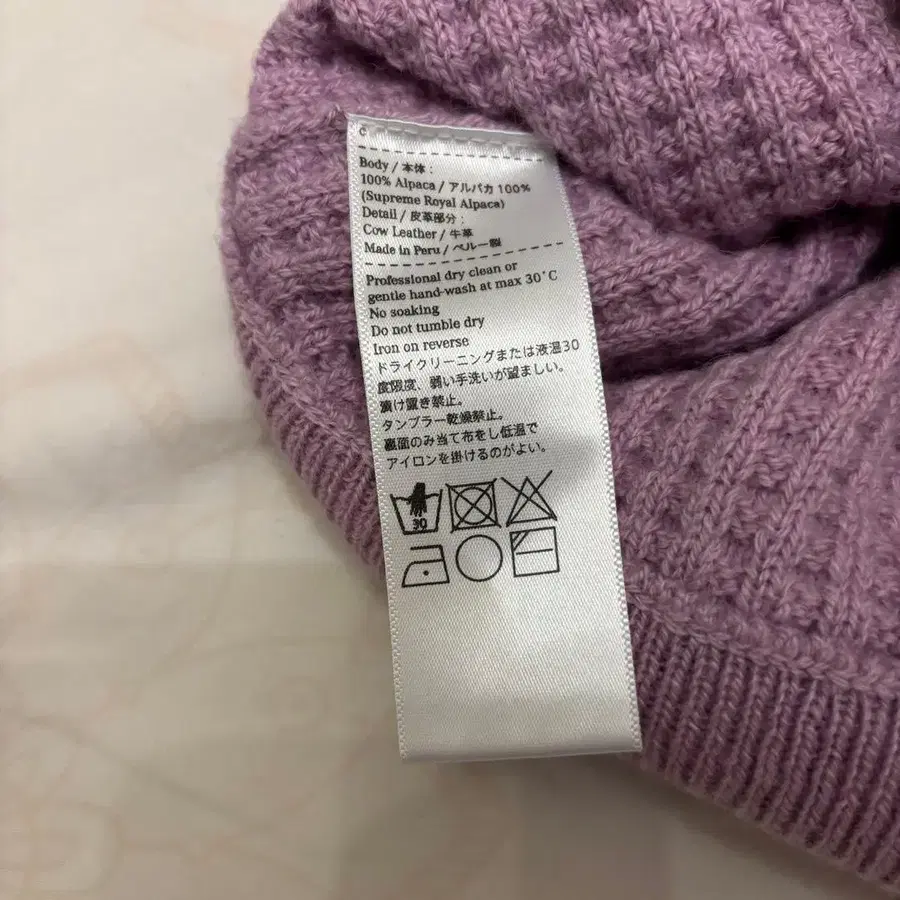 c
Body / 本体 :
100% Alpaca / アルパカ 100%
(Supreme Royal Alpaca)
Detail / 皮革部分 :
Cow Leather / 牛革
Made in Peru / ペルー製
Professional dry clean or
gentle hand-wash at max 30°C
No soaking
Do not tumble dry
Iron on reverse
ドライクリーニングまたは液温30
度限度、弱い手洗いが望ましい。
漬け置き禁止。
タンブラー乾燥禁止。
裏面のみ当て布をし低温で
アイロンを掛けるのがよい。
30